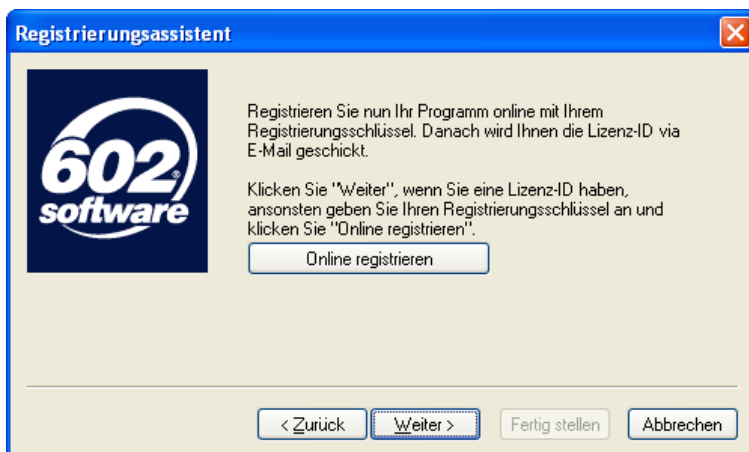 Registrierungsassistent
602
software
Registrieren Sie nun Ihr Programm online mit Ihrem
Registrierungsschlüssel. Danach wird Ihnen die Lizenz-ID via
E-Mail geschickt.
Klicken Sie "Weiter", wenn Sie eine Lizenz-ID haben,
ansonsten geben Sie Ihren Registrierungsschlüssel an und
klicken Sie "Online registrieren".
Online registrieren
< Zurück Weiter > Fertig stellen Abbrechen